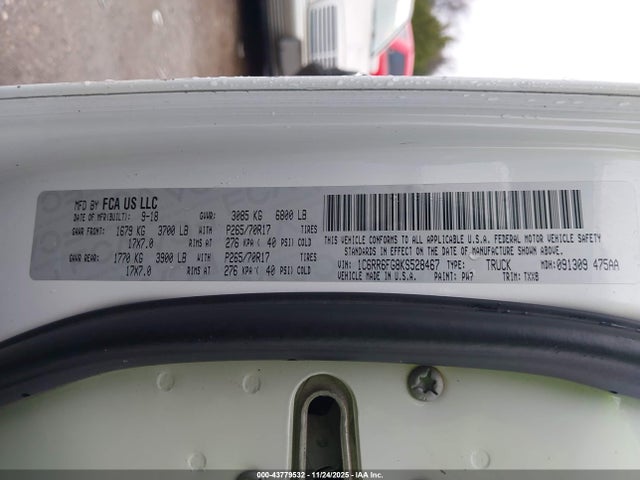 MFD BY FCA US LLC
DATE OF MFR(BUILT): 9-18 GVWR: 3085 KG 6800 LB
GAWR FRONT: 1679 KG 3700 LB WITH P265/70R17 TIRES
17X7.0 RIMS AT 276 KPA ( 40 PSI) COLD
GAWR REAR: 1770 KG 3900 LB WITH P265/70R17 TIRES
17X7.0 RIMS AT 276 KPA ( 40 PSI) COLD
THIS VEHICLE CONFORMS TO ALL APPLICABLE U.S.A. FEDERAL MOTOR VEHICLE SAFETY
STANDARDS IN EFFECT ON THE DATE OF MANUFACTURE SHOWN ABOVE.
VIN: 1C6RR6FG8KS528467 TYPE: TRUCK MDH: 091309 475AA
VEHICLE MADE IN U.S.A. PAINT: PW7 TRIM: TXX8
000-43779532 - 11/24/2025 - 000-43779532